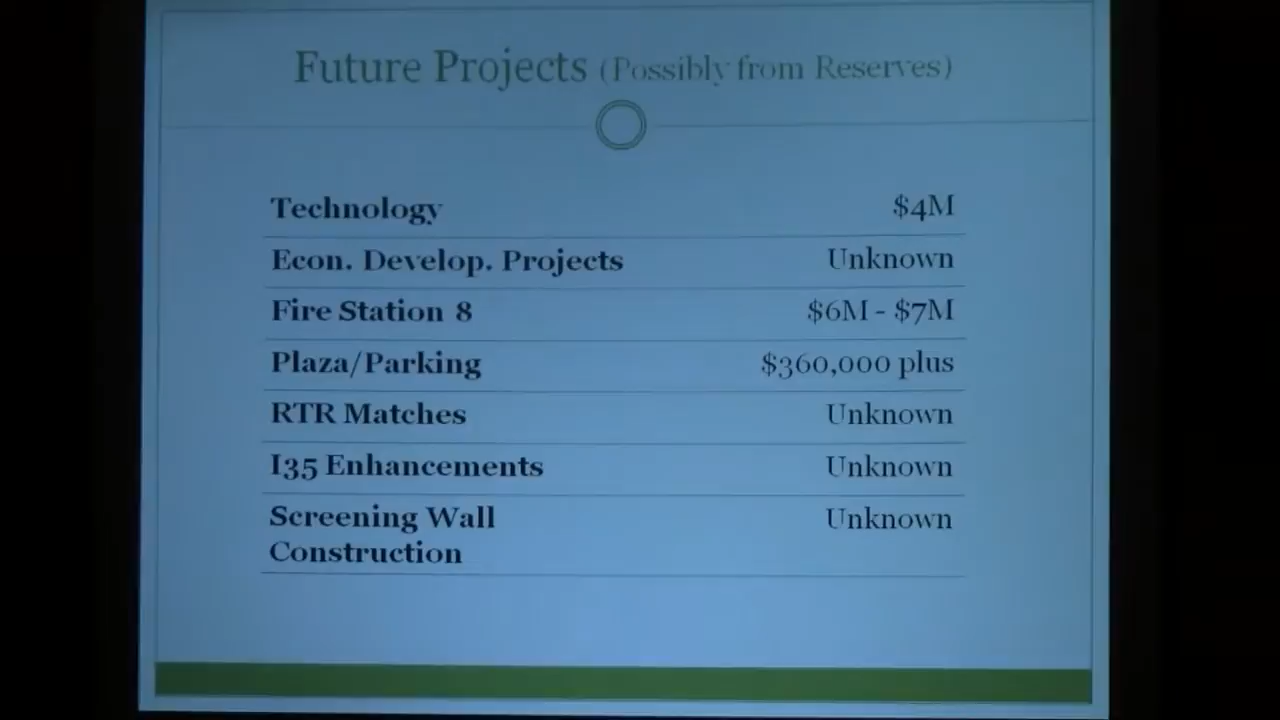 Future Projects (Possibly from Reserves)
Technology $4M
Econ. Develop. Projects Unknown
Fire Station 8 $6M - $7M
Plaza/Parking $360,000 plus
RTR Matches Unknown
I35 Enhancements Unknown
Screening Wall Unknown
Construction